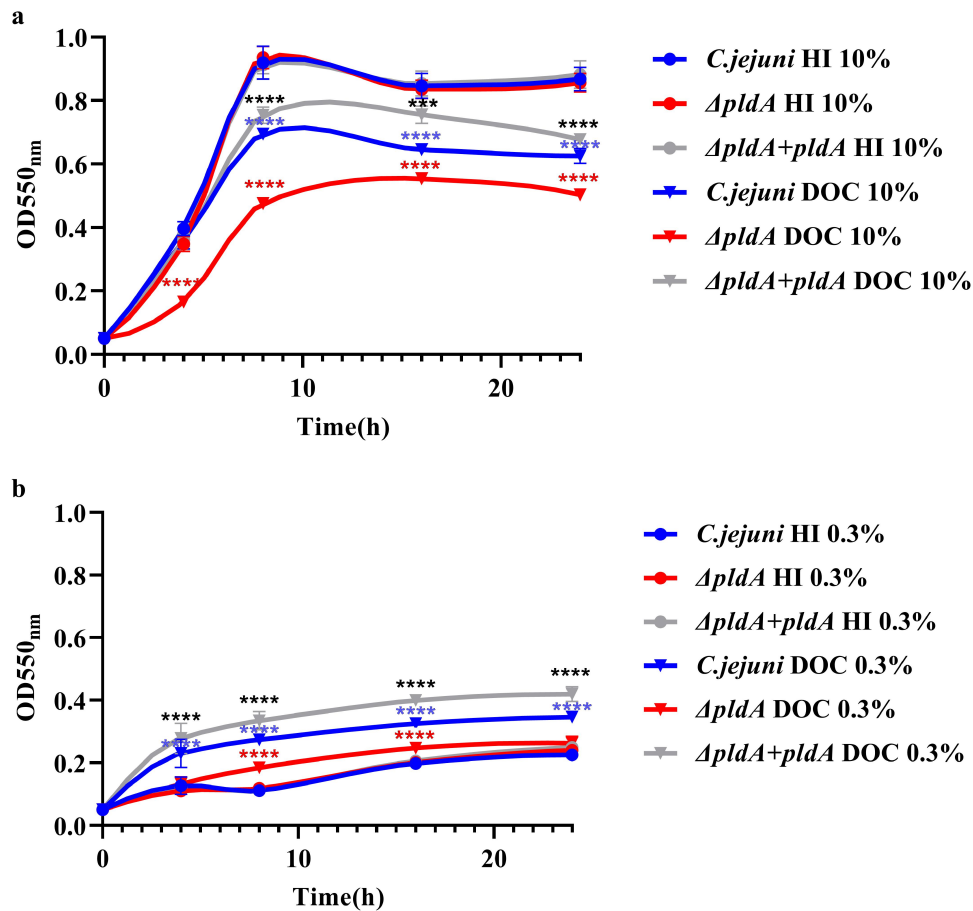 a
1.0
0.8
0.6
0.4
0.2
0.0
OD550nm
0
10
20
Time(h)
****
***
****
****
****
****
****
****
****
****
C.jejuni HI 10%
ΔpldA HI 10%
ΔpldA+pldA HI 10%
C.jejuni DOC 10%
ΔpldA DOC 10%
ΔpldA+pldA DOC 10%
b
1.0
0.8
0.6
0.4
0.2
0.0
OD550nm
0
10
20
Time(h)
****
****
****
****
****
****
****
****
****
****
C.jejuni HI 0.3%
ΔpldA HI 0.3%
ΔpldA+pldA HI 0.3%
C.jejuni DOC 0.3%
ΔpldA DOC 0.3%
ΔpldA+pldA DOC 0.3%